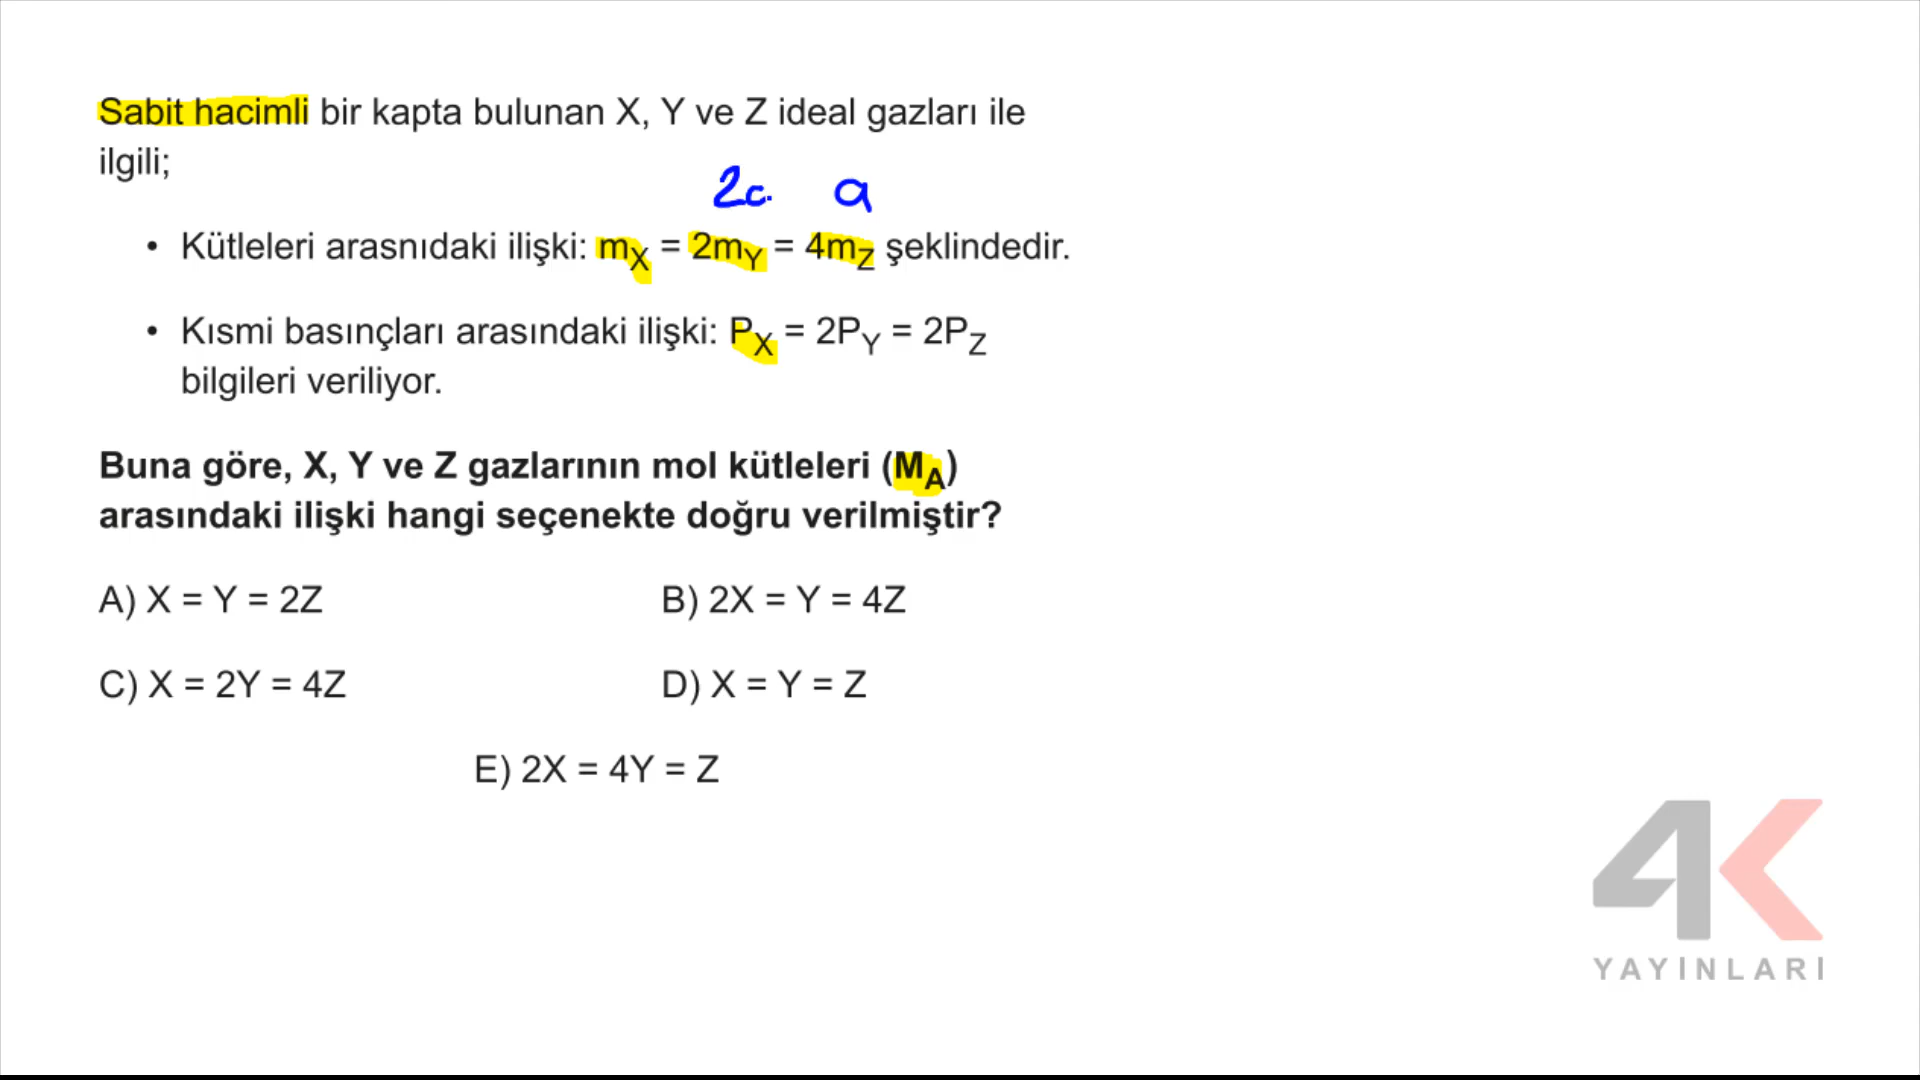 Sabit hacimli bir kapta bulunan X, Y ve Z ideal gazları ile
ilgili;
2a a
• Kütleleri arasnıdaki ilişki: mX = 2mY = 4mZ şeklindedir.
• Kısmi basınçları arasındaki ilişki: PX = 2PY = 2PZ
bilgileri veriliyor.
Buna göre, X, Y ve Z gazlarının mol kütleleri (MA)
arasındaki ilişki hangi seçenekte doğru verilmiştir?
A) X = Y = 2Z B) 2X = Y = 4Z
C) X = 2Y = 4Z D) X = Y = Z
E) 2X = 4Y = Z
4K
YAYINLARI